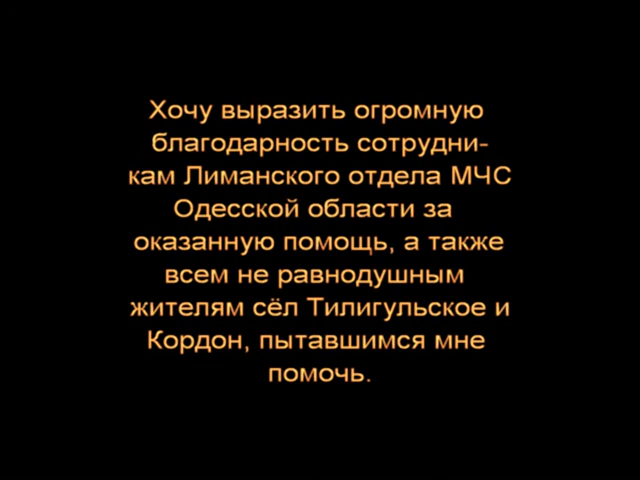 Хочу выразить огромную
благодарность сотрудни-
кам Лиманского отдела МЧС
Одесской области за
оказанную помощь, а также
всем не равнодушным
жителям сёл Тилигульское и
Кордон, пытавшимся мне
помочь.